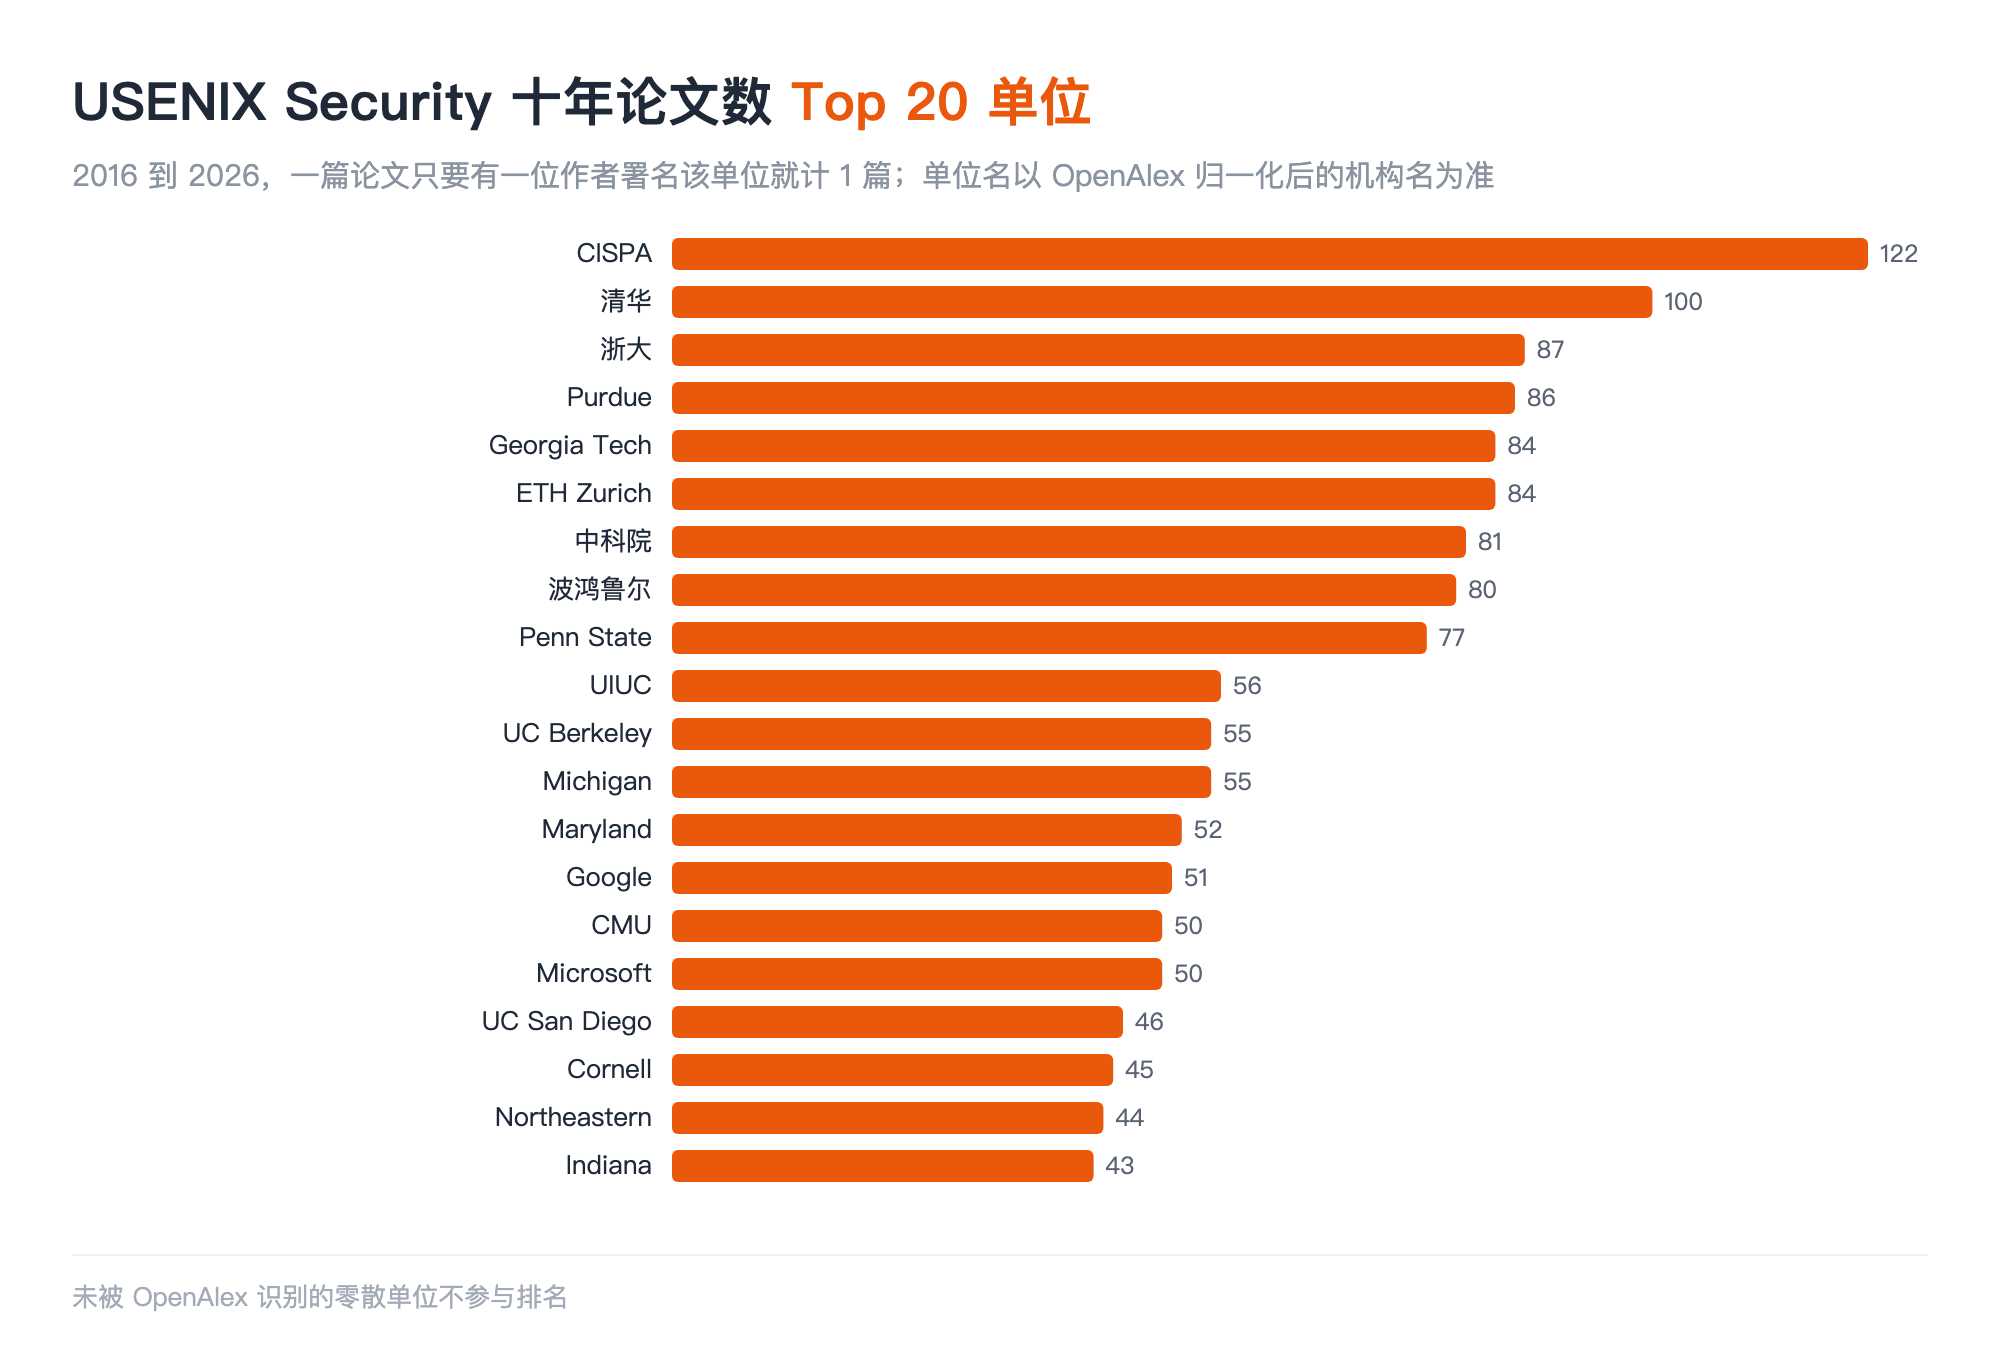 USENIX Security 十年论文数 Top 20 单位
2016 到 2026，一篇论文只要有一位作者署名该单位就计 1 篇；单位名以 OpenAlex 归一化后的机构名为准
CISPA 122
清华 100
浙大 87
Purdue 86
Georgia Tech 84
ETH Zurich 84
中科院 81
波鸿鲁尔 80
Penn State 77
UIUC 56
UC Berkeley 55
Michigan 55
Maryland 52
Google 51
CMU 50
Microsoft 50
UC San Diego 46
Cornell 45
Northeastern 44
Indiana 43
未被 OpenAlex 识别的零散单位不参与排名